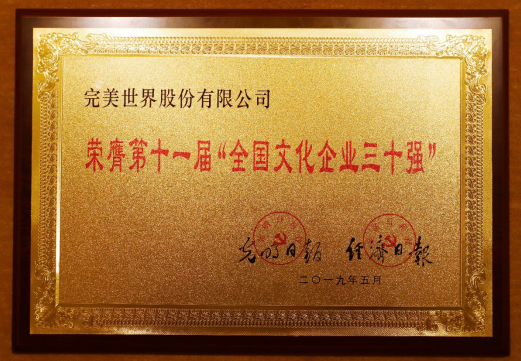 完美世界股份有限公司
荣膺第十一届“全国文化企业三十强”
光明日报 经济日报
二〇一九年五月